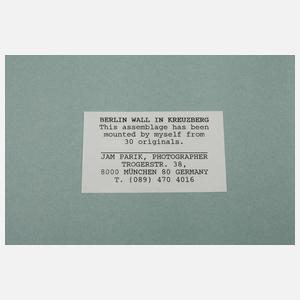 BERLIN WALL IN KREUZBERG
This assemblage has been
mounted by myself from
30 originals.
JAM PARIK, PHOTOGRAPHER
TROGERSTR. 38,
8000 MÜNCHEN 80 GERMANY
T. (089) 470 4016